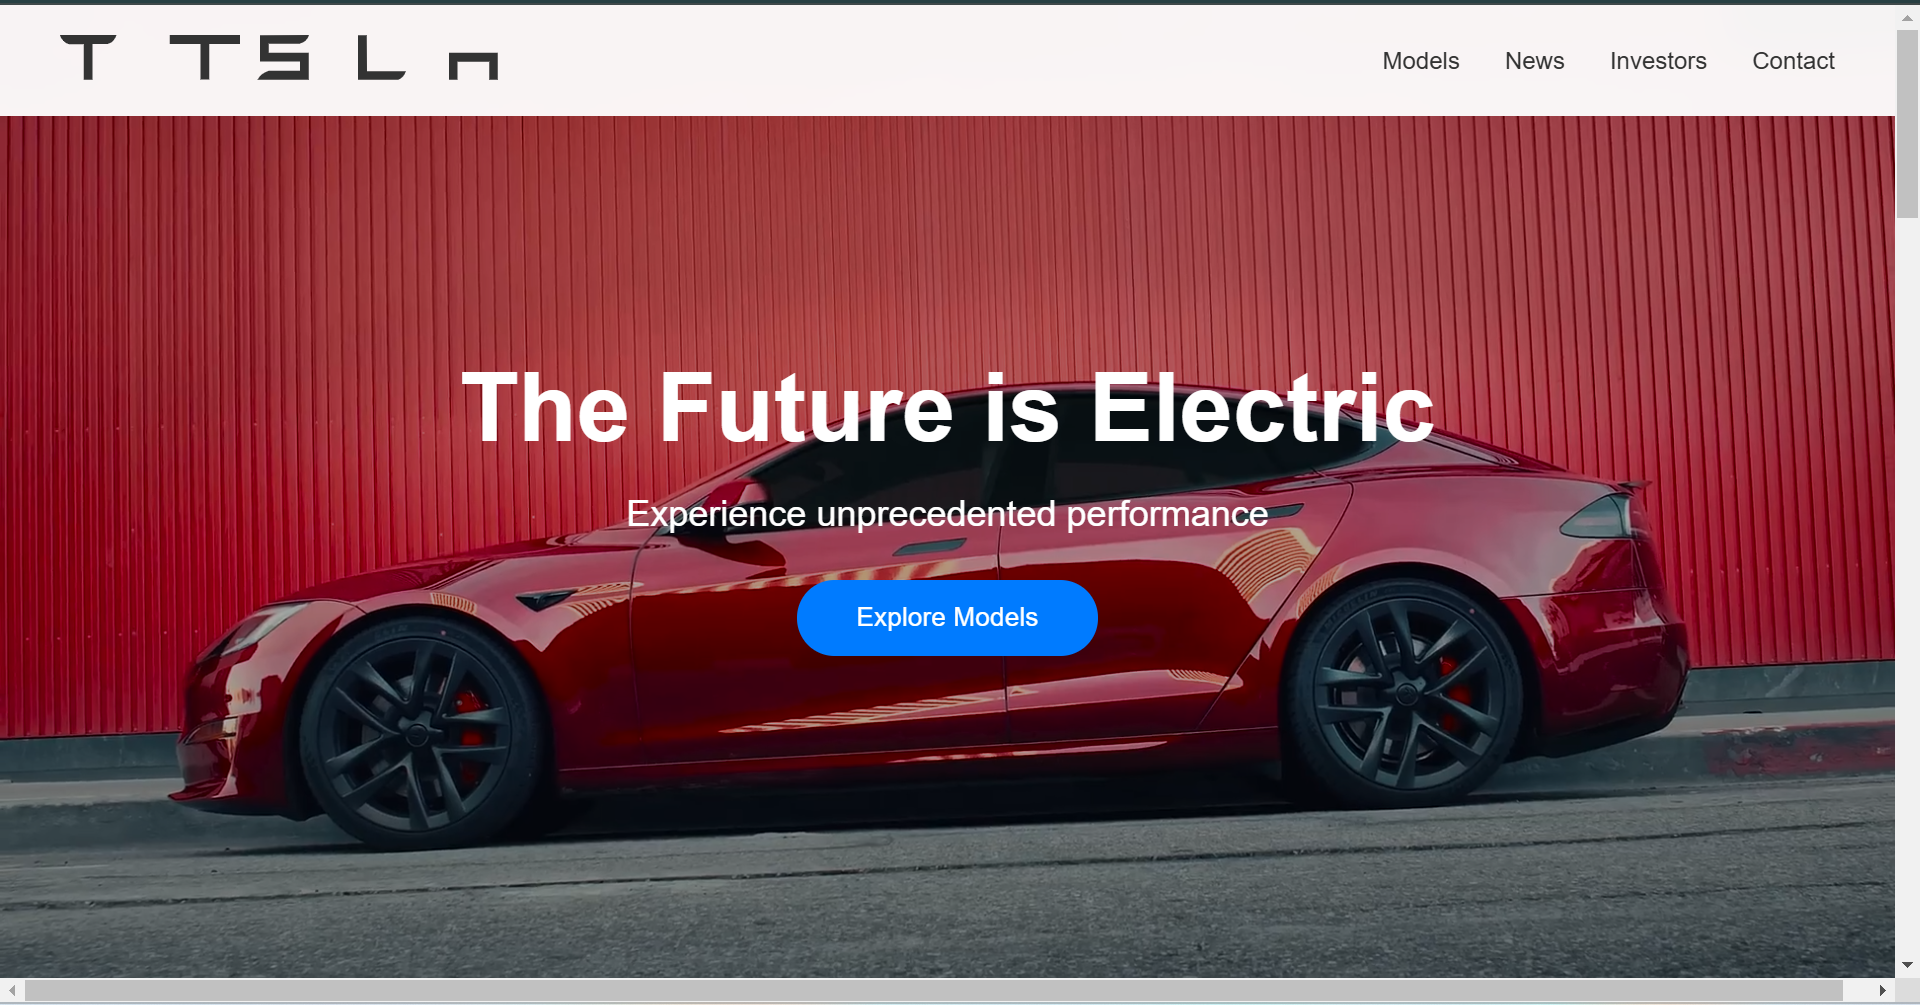 T TSLn
Models News Investors Contact
The Future is Electric
Experience unprecedented performance
Explore Models